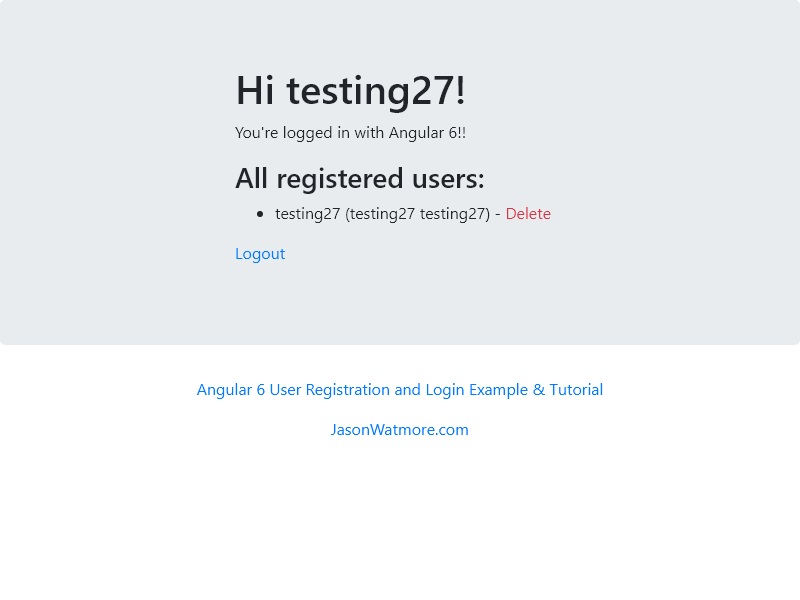 Hi testing27!
You're logged in with Angular 6!!
All registered users:
testing27 (testing27 testing27) - Delete
Logout
Angular 6 User Registration and Login Example & Tutorial
JasonWatmore.com